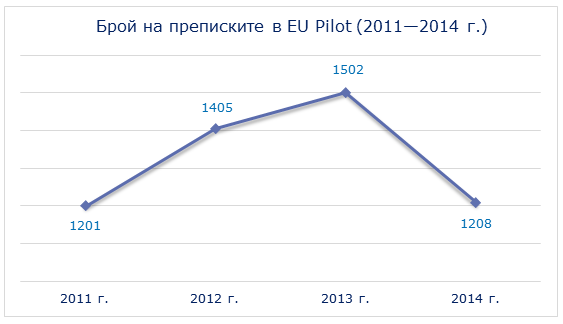 Брой на преписките в EU Pilot (2011—2014 г.)
1502
1405
1201
1208
2011 г.
2012 г.
2013 г.
2014 г.